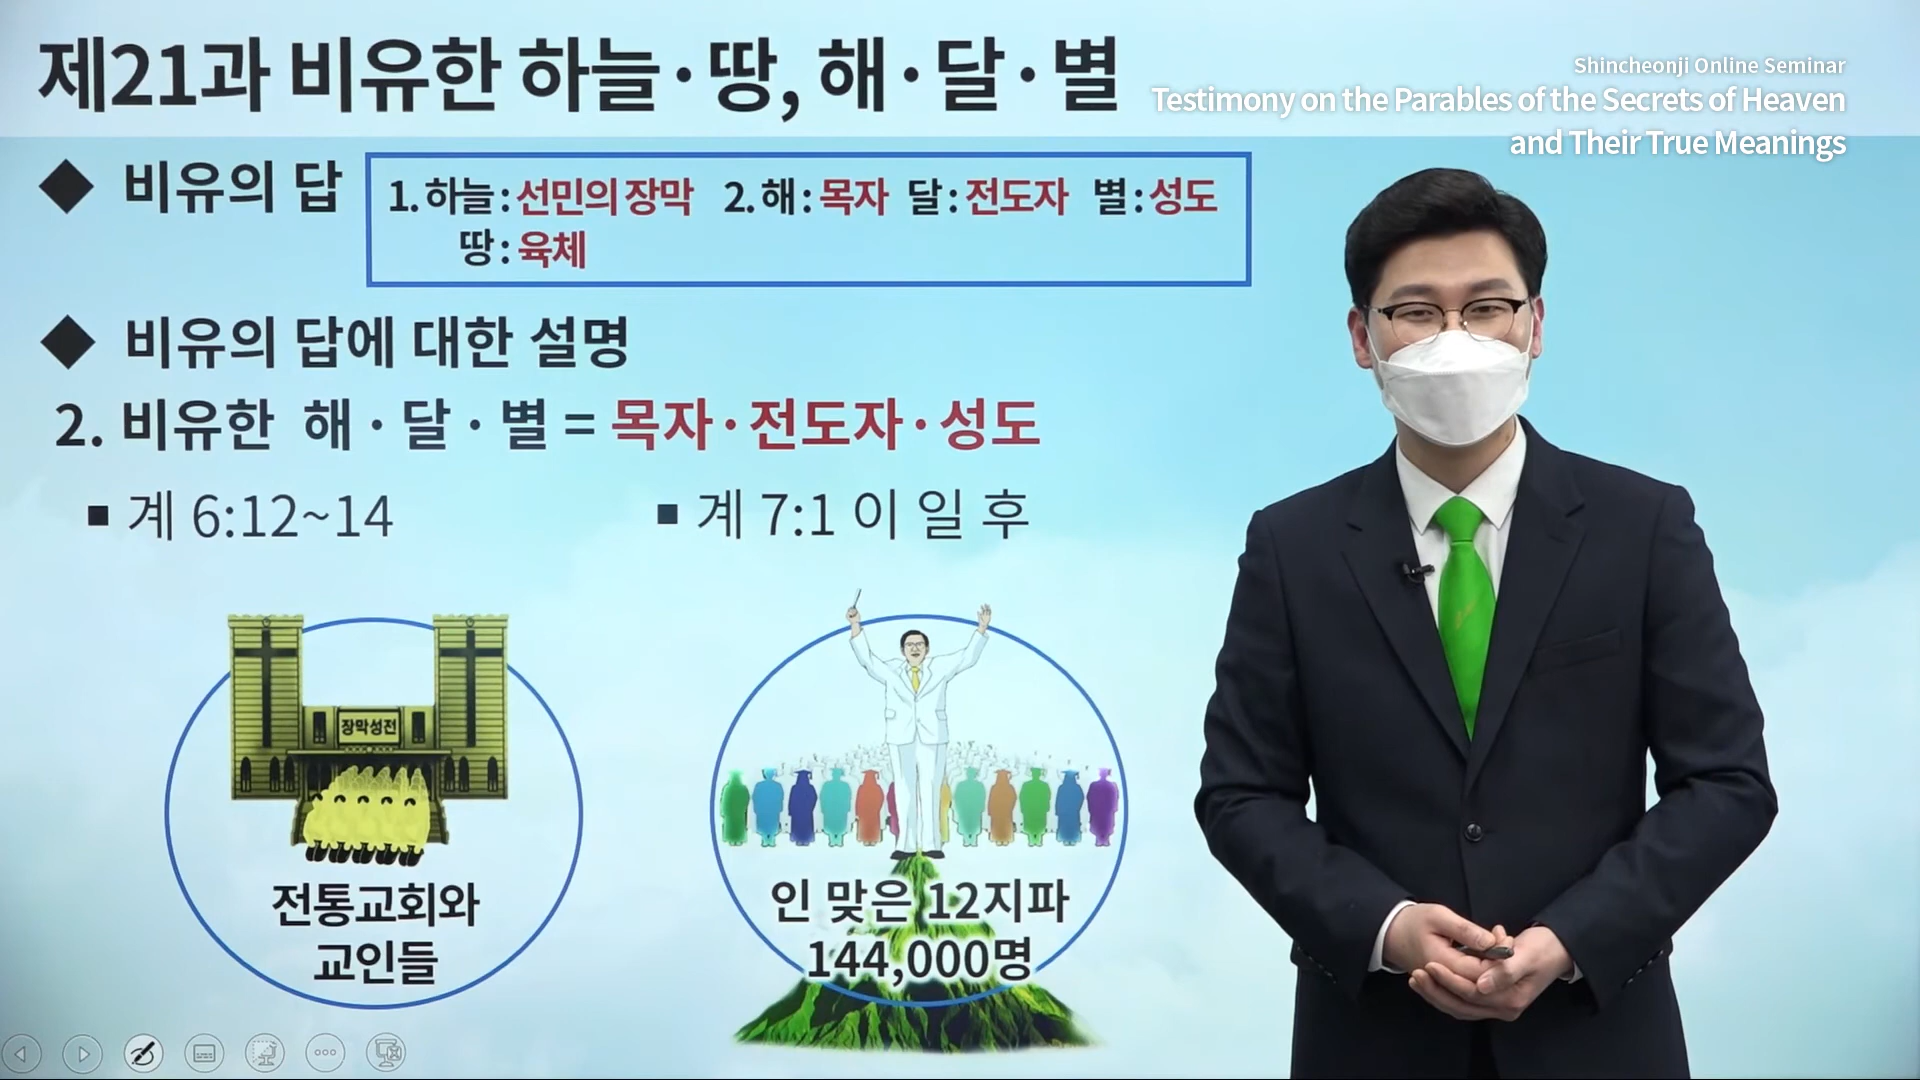 제21과 비유한 하늘·땅, 해·달·별
Shincheonji Online Seminar
Testimony on the Parables of the Secrets of Heaven
and Their True Meanings
◆ 비유의 답
1. 하늘 : 선민의 장막 2. 해 : 목자 달 : 전도자 별 : 성도
땅 : 육체
◆ 비유의 답에 대한 설명
2. 비유한 해 · 달 · 별 = 목자 · 전도자 · 성도
▪ 계 6:12~14
▪ 계 7:1 이 일 후
장막성전
전통교회와
교인들
인 맞은 12지파
144,000명